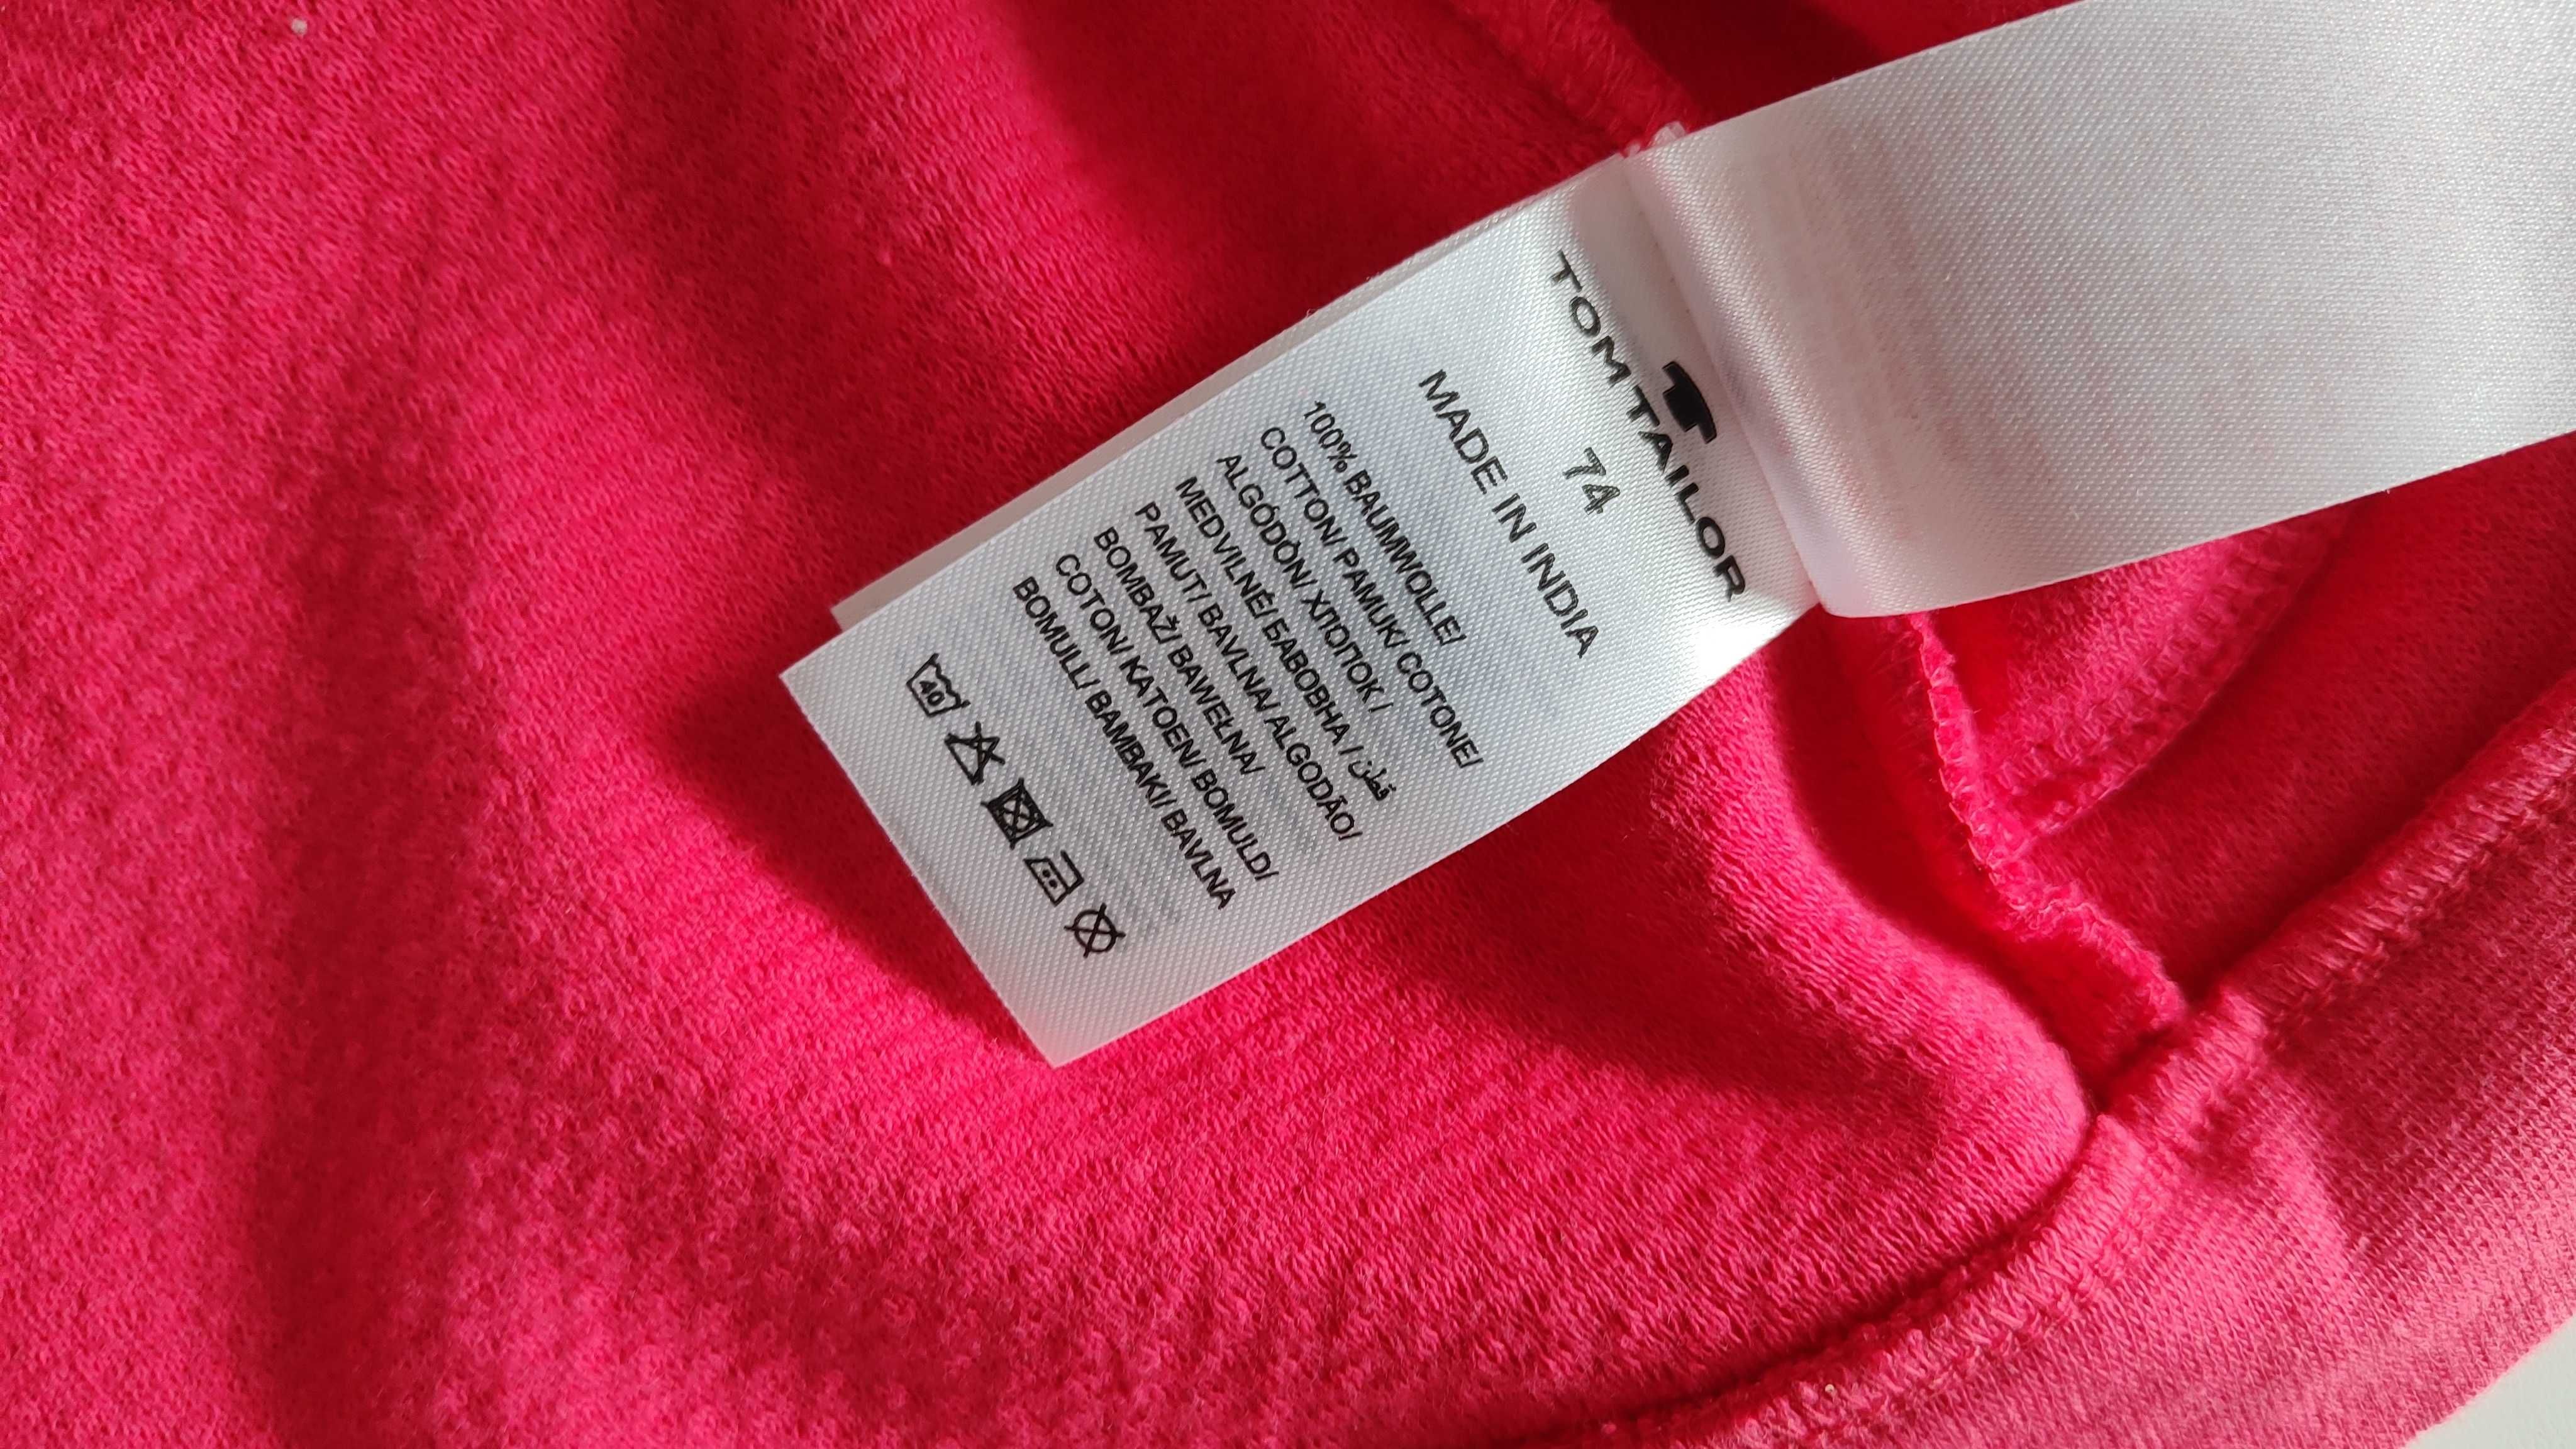 TOM TAILOR
74
MADE IN INDIA
100% BAUMWOLLE/
COTTON/ PAMUK/ COTONE/
ALGÓDÒN/ ХЛОПОК /
MEDVILNĖ/ БАВОВНА / قطن/
PAMUT/ BAVLNA/ ALGODÃO/
BOMBAŽ/ BAWEŁNA/
COTON/ KATOEN/ BOMULD/
BOMULL/ BAMBAKI/ BAVLNA
40